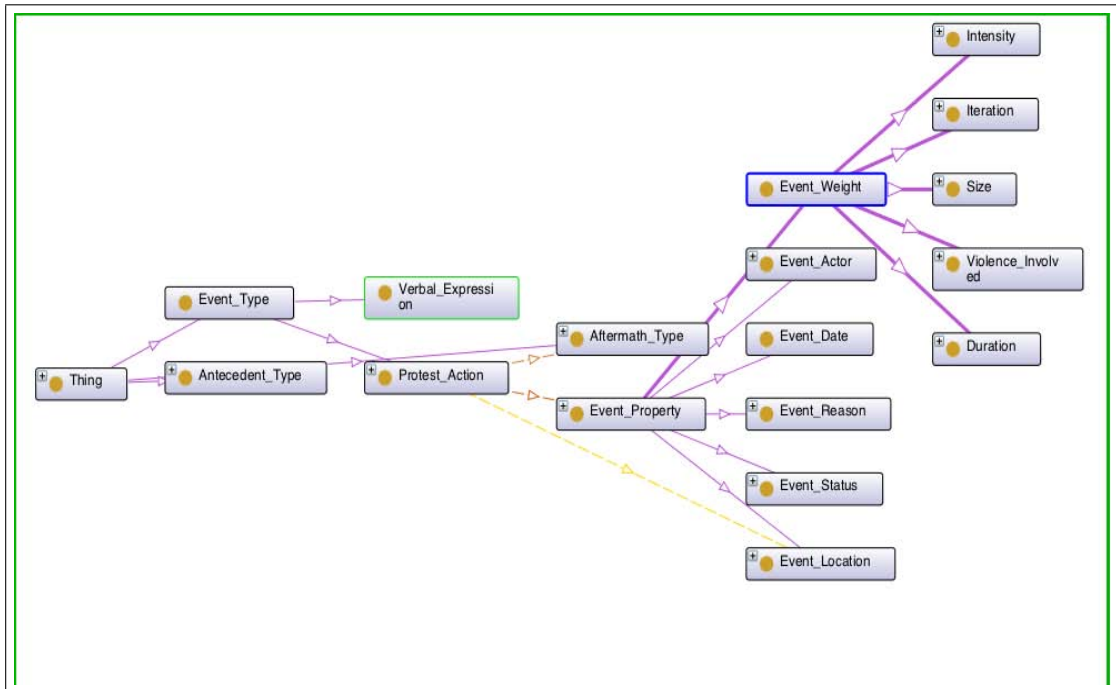 Intensity
Iteration
Event_Weight
Size
Event_Actor
Violence_Involv
ed
Event_Type
Verbal_Expressi
on
Aftermath_Type
Event_Date
Duration
Thing
Antecedent_Type
Protest_Action
Event_Property
Event_Reason
Event_Status
Event_Location